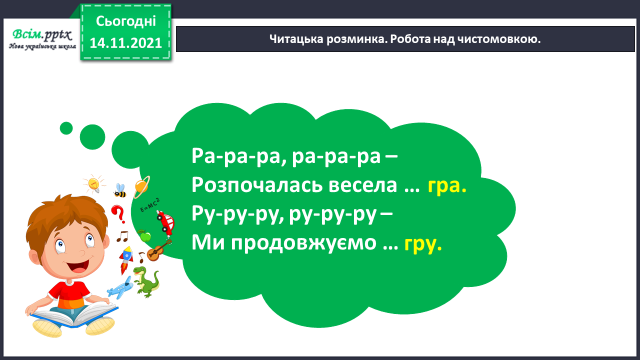 Всім.pptx
Нова українська школа
Сьогодні
14.11.2021
Читацька розминка. Робота над чистомовкою.
Ра-ра-ра, ра-ра-ра –
Розпочалась весела ... гра.
Ру-ру-ру, ру-ру-ру –
Ми продовжуємо ... гру.
E=MC²